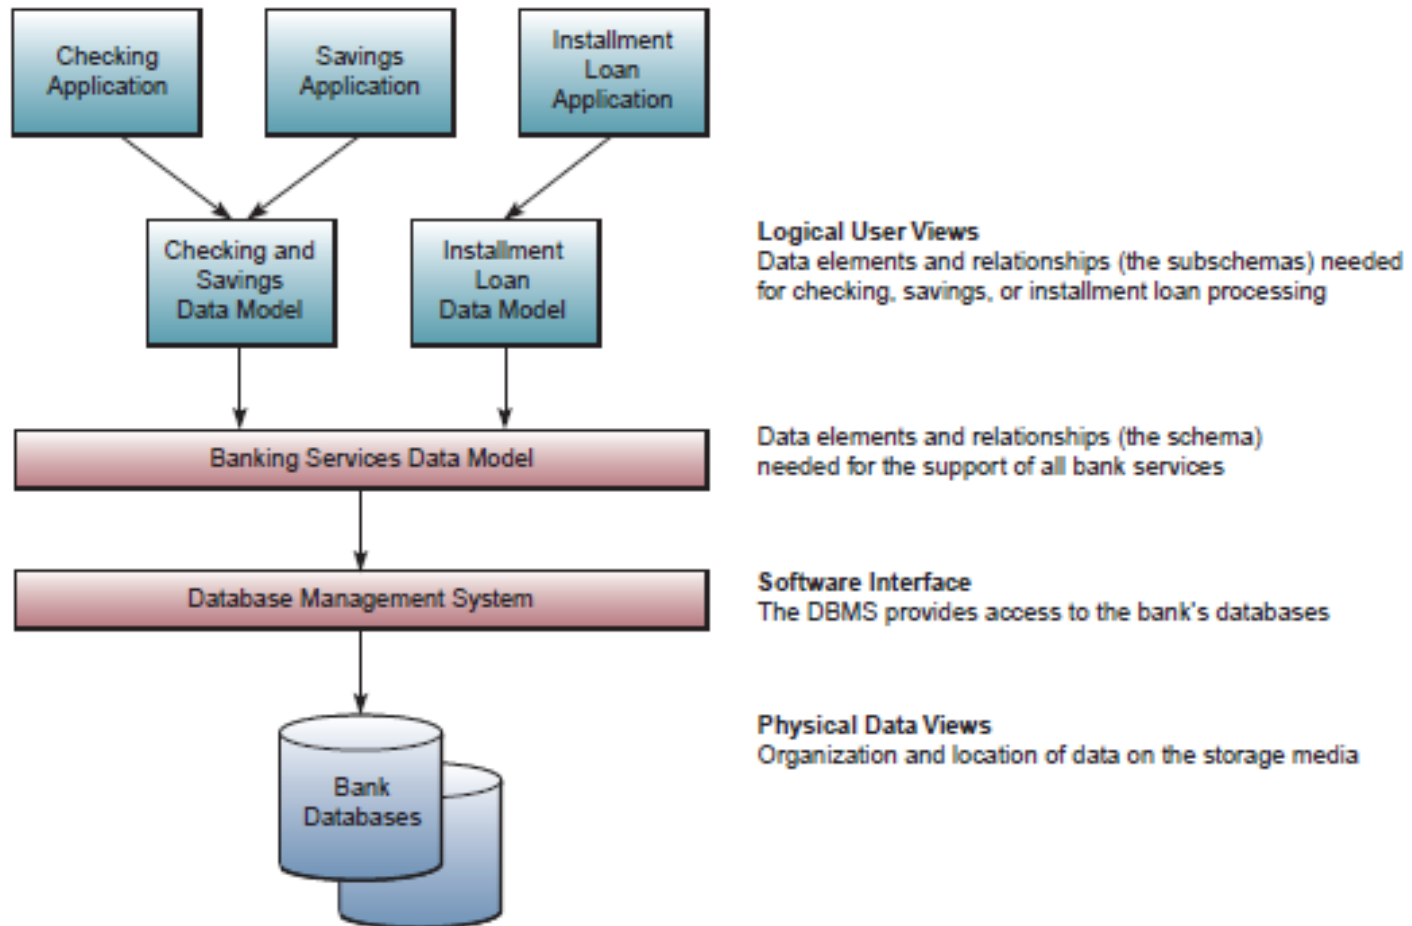 Checking
Application
Savings
Application
Installment
Loan
Application
Checking and
Savings
Data Model
Installment
Loan
Data Model
Logical User Views
Data elements and relationships (the subschemas) needed
for checking, savings, or installment loan processing
Banking Services Data Model
Data elements and relationships (the schema)
needed for the support of all bank services
Database Management System
Software Interface
The DBMS provides access to the bank's databases
Physical Data Views
Organization and location of data on the storage media
Bank
Databases